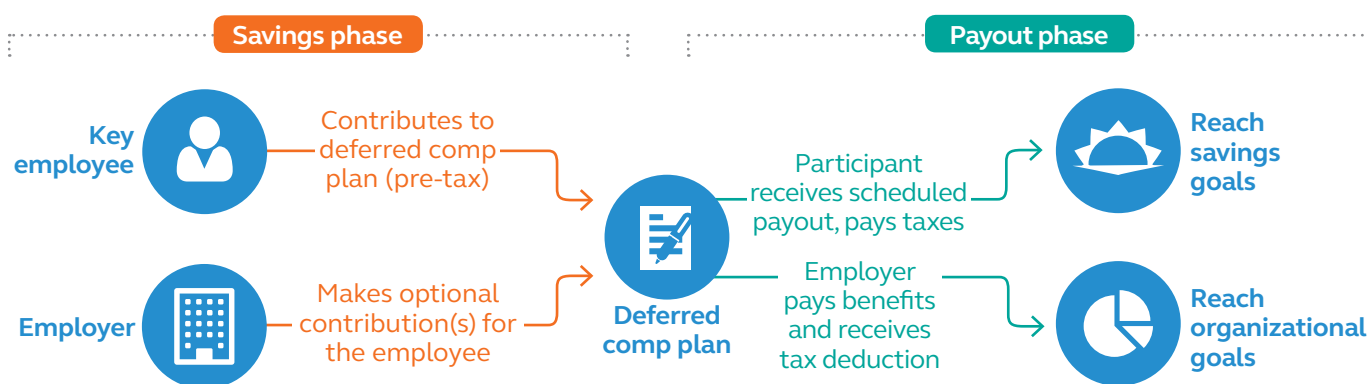 Savings phase
Payout phase
Key
employee
Contributes to
deferred comp
plan (pre-tax)
Employer
Makes optional
contribution(s) for
the employee
Deferred
comp plan
Participant
receives scheduled
payout, pays taxes
Employer
pays benefits
and receives
tax deduction
Reach
savings
goals
Reach
organizational
goals